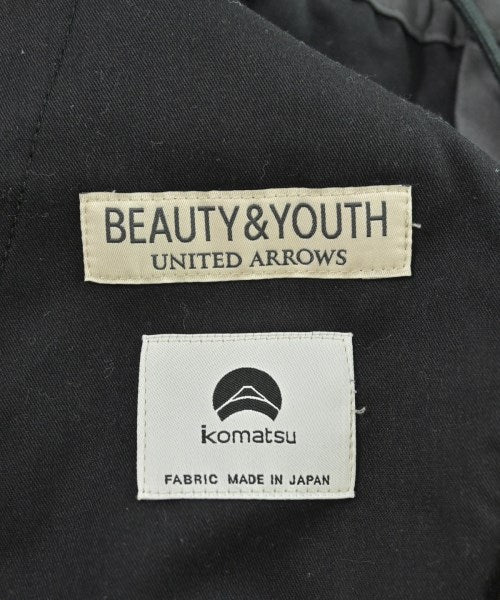 BEAUTY&YOUTH
UNITED ARROWS
komatsu
FABRIC MADE IN JAPAN